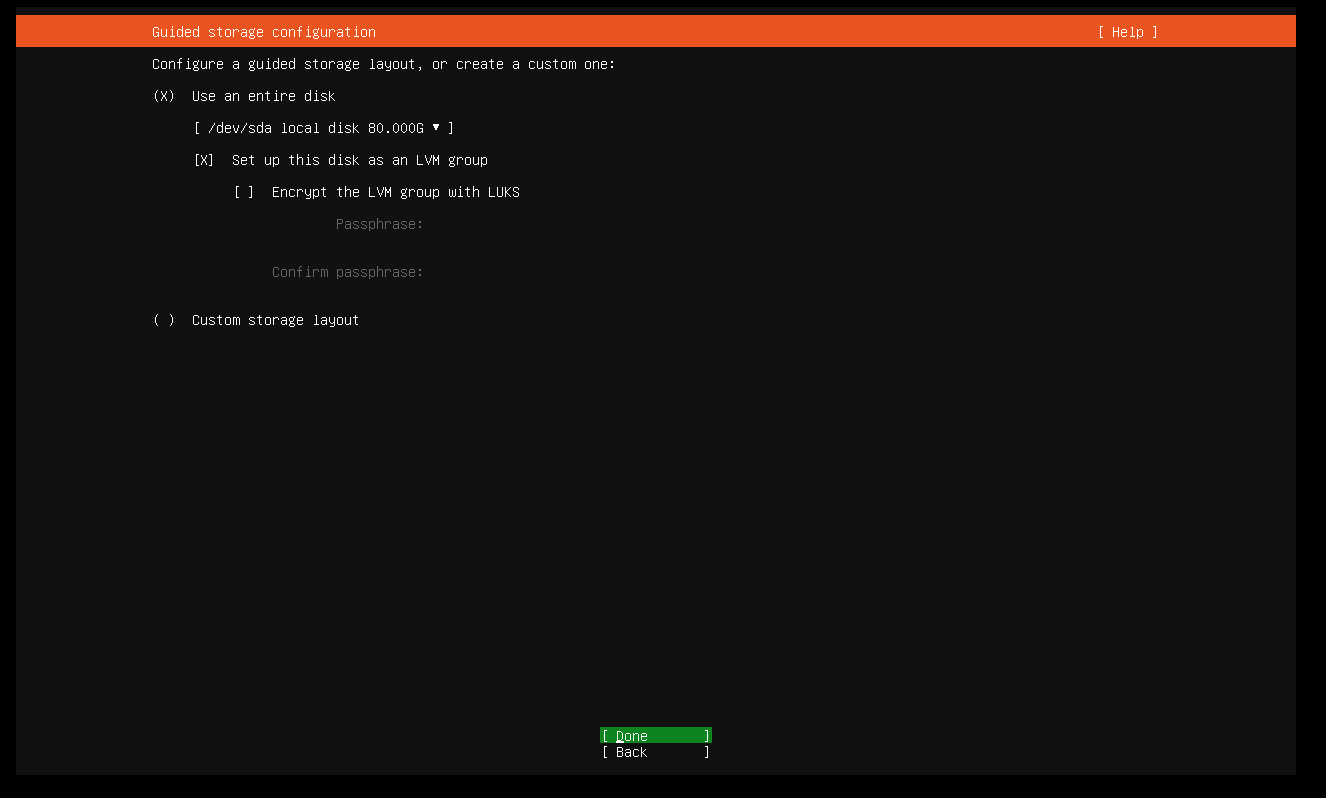 Guided storage configuration [ Help ]
Configure a guided storage layout, or create a custom one:
(X) Use an entire disk
[ /dev/sda local disk 80.000G ▾ ]
[X] Set up this disk as an LVM group
[ ] Encrypt the LVM group with LUKS
Passphrase:
Confirm passphrase:
( ) Custom storage layout
[ Done ]
[ Back ]